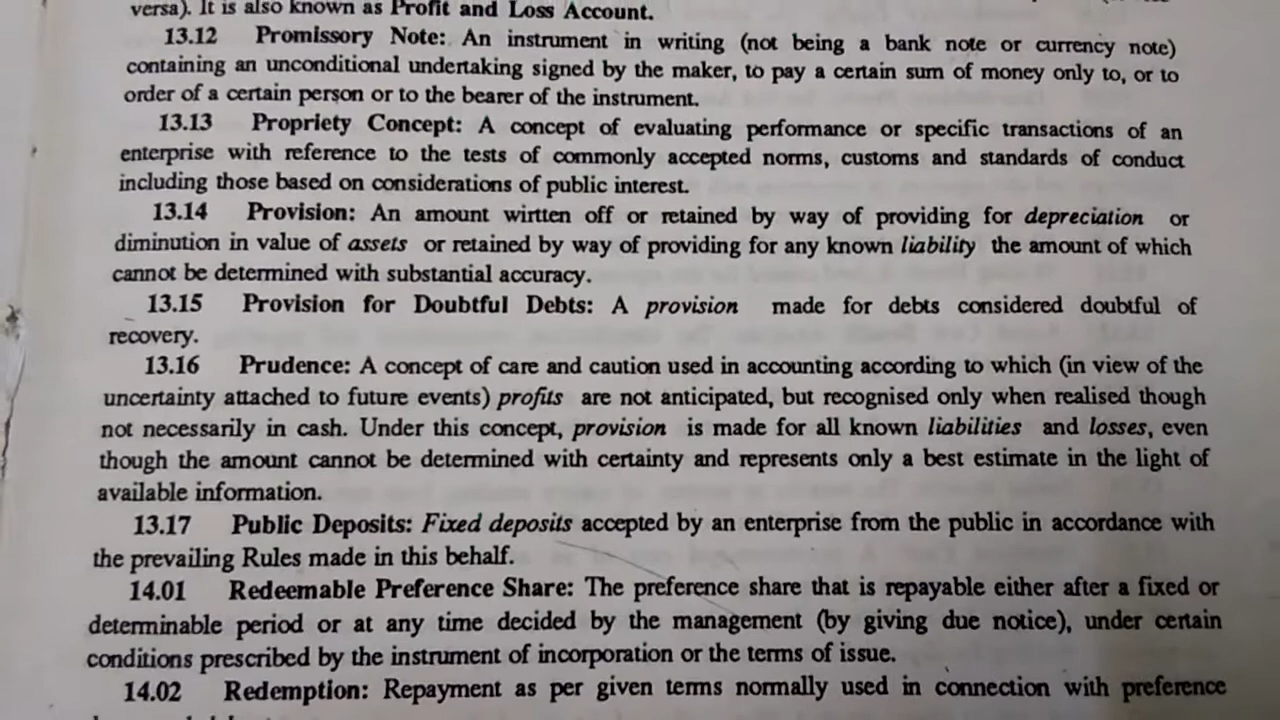 versa). It is also known as Profit and Loss Account.
13.12 Promissory Note: An instrument in writing (not being a bank note or currency note)
containing an unconditional undertaking signed by the maker, to pay a certain sum of money only to, or to
order of a certain person or to the bearer of the instrument.
13.13 Propriety Concept: A concept of evaluating performance or specific transactions of an
enterprise with reference to the tests of commonly accepted norms, customs and standards of conduct
including those based on considerations of public interest.
13.14 Provision: An amount wirtten off or retained by way of providing for depreciation or
diminution in value of assets or retained by way of providing for any known liability the amount of which
cannot be determined with substantial accuracy.
13.15 Provision for Doubtful Debts: A provision made for debts considered doubtful of
recovery.
13.16 Prudence: A concept of care and caution used in accounting according to which (in view of the
uncertainty attached to future events) profits are not anticipated, but recognised only when realised though
not necessarily in cash. Under this concept, provision is made for all known liabilities and losses, even
though the amount cannot be determined with certainty and represents only a best estimate in the light of
available information.
13.17 Public Deposits: Fixed deposits accepted by an enterprise from the public in accordance with
the prevailing Rules made in this behalf.
14.01 Redeemable Preference Share: The preference share that is repayable either after a fixed or
determinable period or at any time decided by the management (by giving due notice), under certain
conditions prescribed by the instrument of incorporation or the terms of issue.
14.02 Redemption: Repayment as per given terms normally used in connection with preference